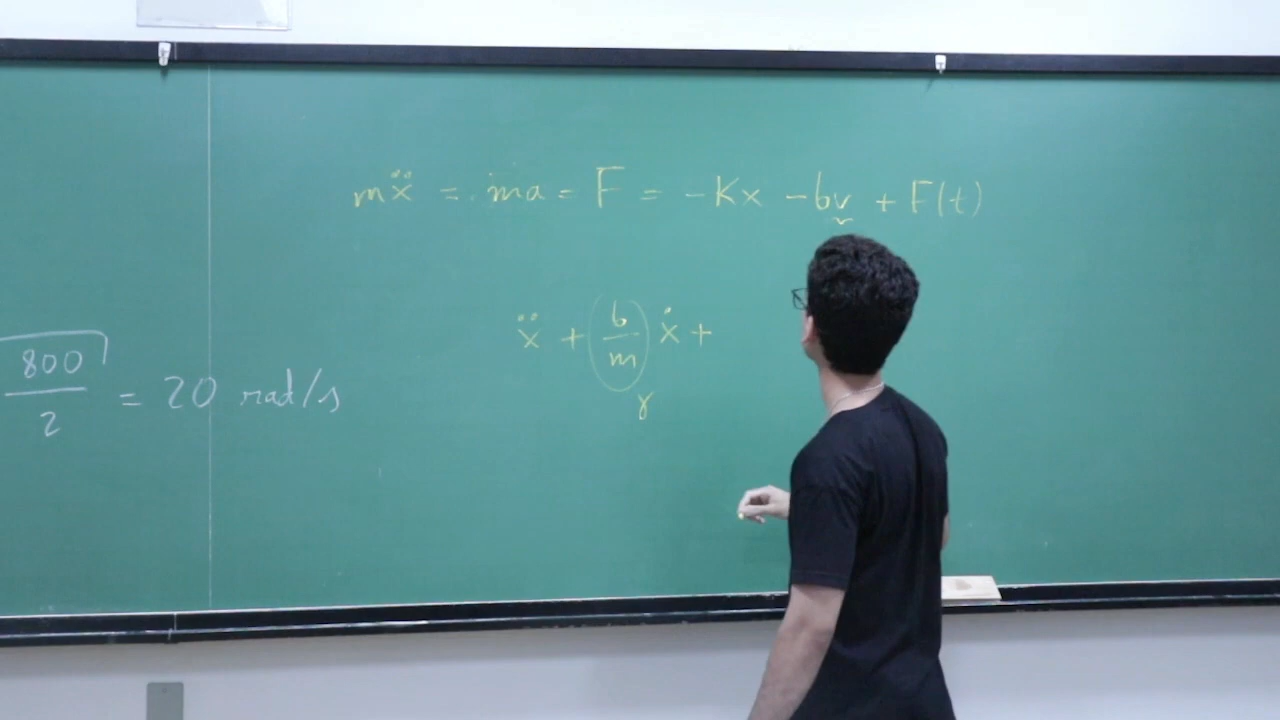 mẍ = ma = F = -Kx - bv + F(t)
ẍ + b/m ẋ +
γ
√800/2 = 20 rad/s